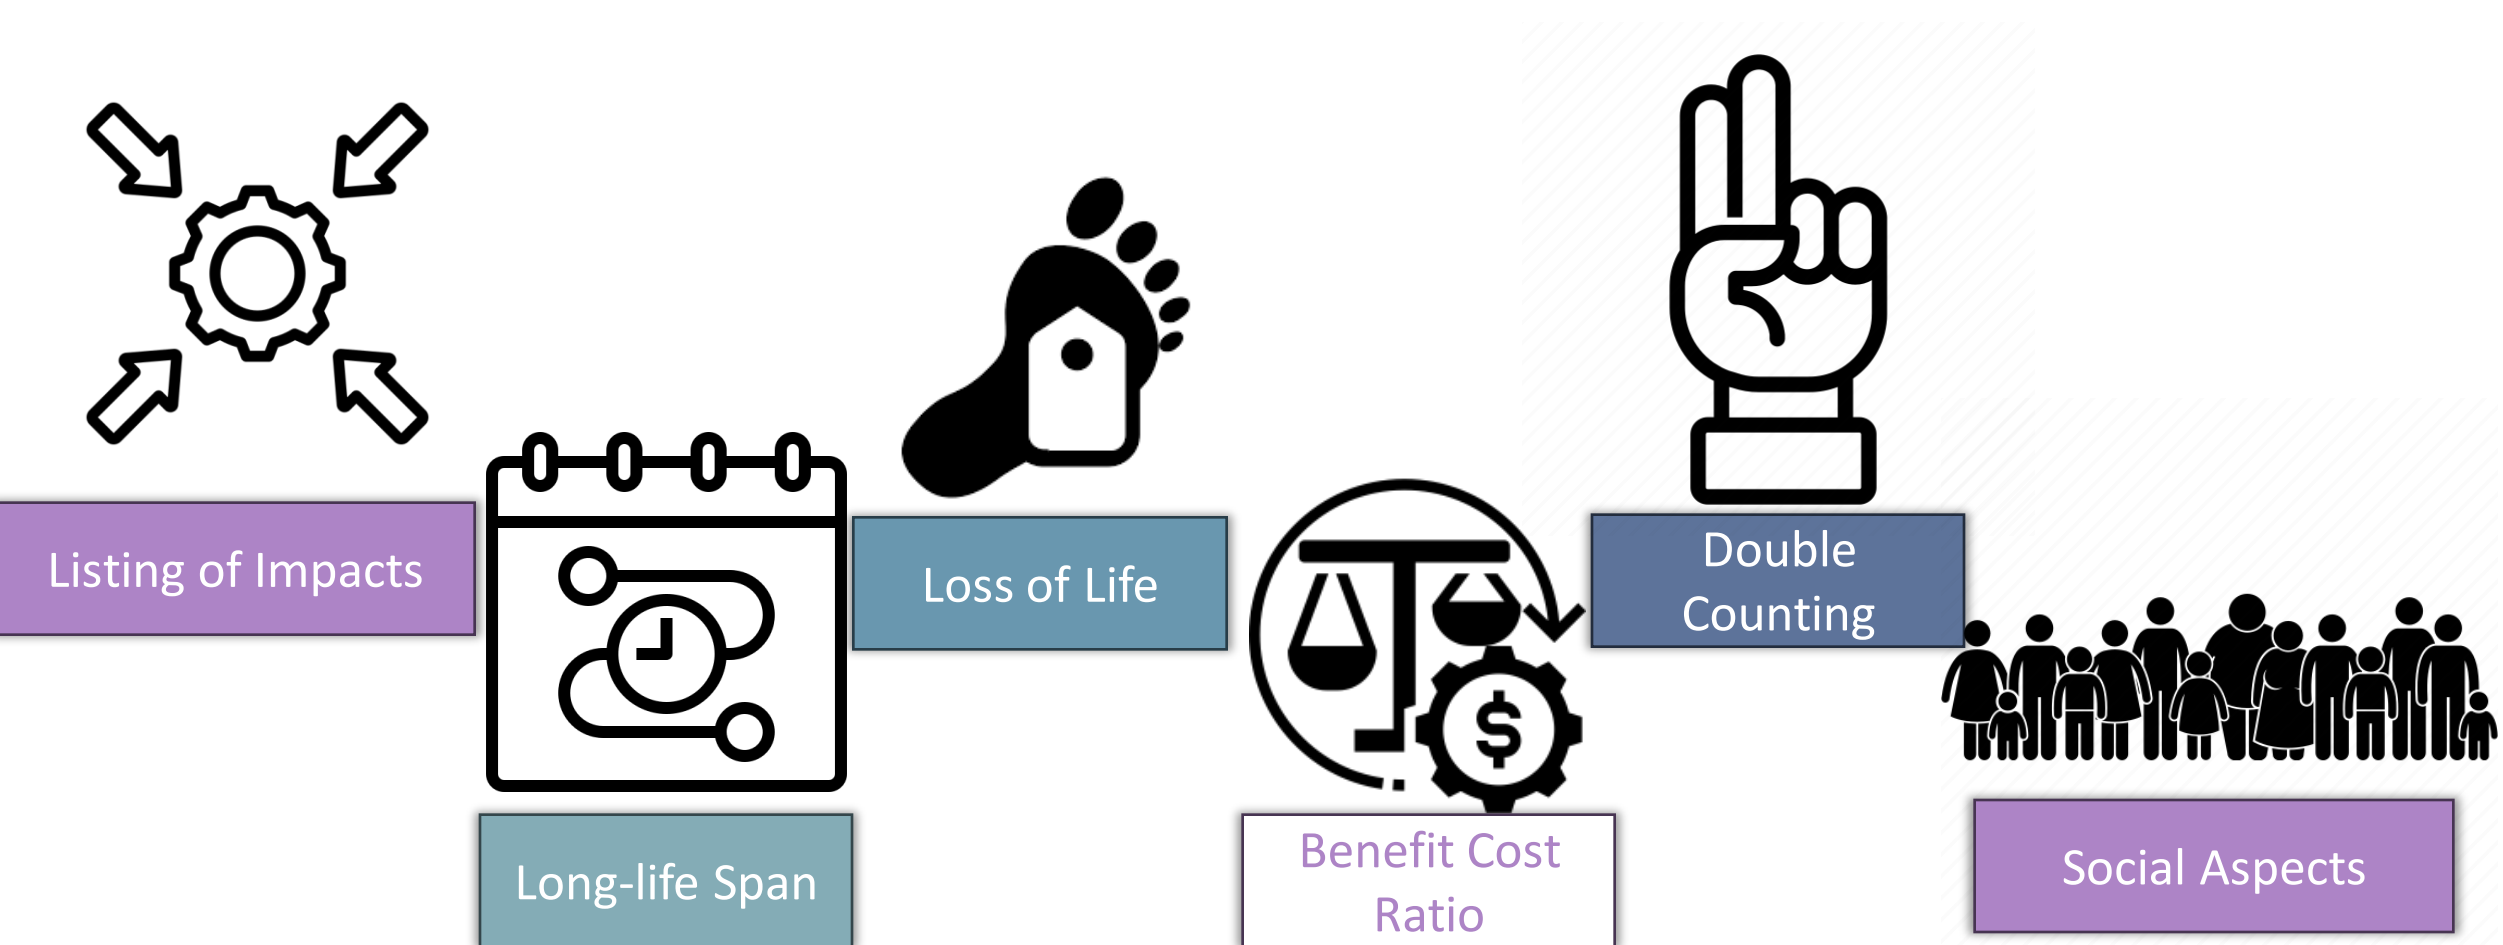 Listing of Impacts
Long-life Span
Loss of Life
$
Benefit Cost
Ratio
Double
Counting
Social Aspects